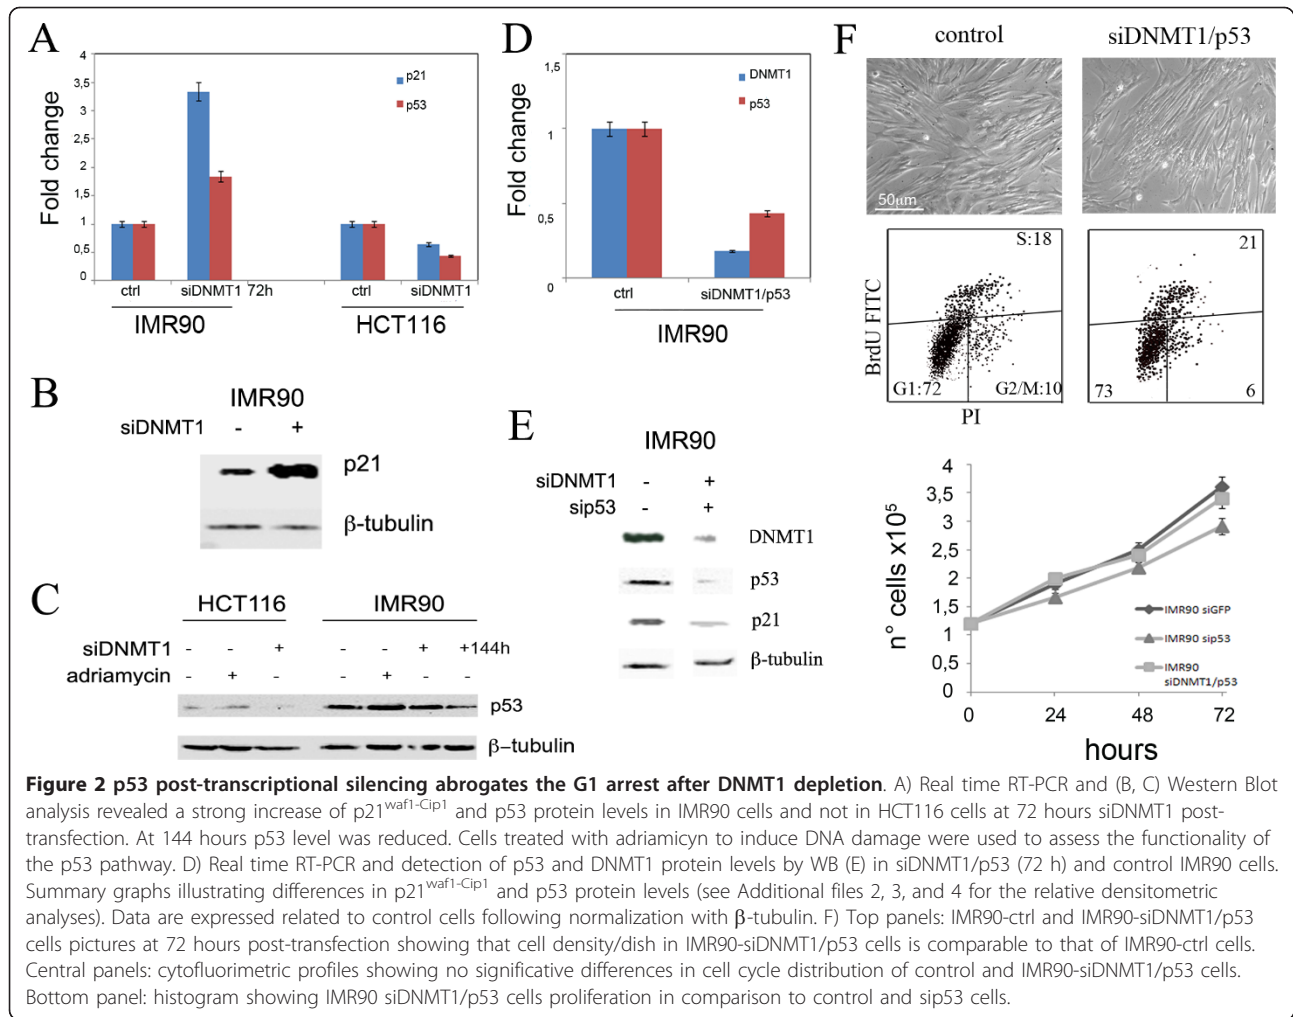 A
Fold change
4
3,5
3
2,5
2
1,5
1
0,5
0
p21
p53
ctrl
siDNMT1 72h
ctrl
siDNMT1
IMR90
HCT116
B
IMR90
siDNMT1 - +
p21
β-tubulin
C
HCT116 IMR90
siDNMT1 - - + - - + +144h
adriamycin - + - - + - -
p53
β-tubulin
D
Fold change
1,5
1
0,5
0
DNMT1
p53
ctrl
siDNMT1/p53
IMR90
E
IMR90
siDNMT1 - +
sip53 - +
DNMT1
p53
p21
β-tubulin
F
control
siDNMT1/p53
50µm
BrdU FITC
S:18
G1:72
G2/M:10
PI
21
73
6
n° cells x10⁵
4
3,5
3
2,5
2
1,5
1
0,5
0
0 24 48 72
hours
IMR90 siGFP
IMR90 sip53
IMR90
siDNMT1/p53
Figure 2 p53 post-transcriptional silencing abrogates the G1 arrest after DNMT1 depletion. A) Real time RT-PCR and (B, C) Western Blot
analysis revealed a strong increase of p21waf1-Cip1 and p53 protein levels in IMR90 cells and not in HCT116 cells at 72 hours siDNMT1 post-
transfection. At 144 hours p53 level was reduced. Cells treated with adriamicyn to induce DNA damage were used to assess the functionality of
the p53 pathway. D) Real time RT-PCR and detection of p53 and DNMT1 protein levels by WB (E) in siDNMT1/p53 (72 h) and control IMR90 cells.
Summary graphs illustrating differences in p21waf1-Cip1 and p53 protein levels (see Additional files 2, 3, and 4 for the relative densitometric
analyses). Data are expressed related to control cells following normalization with β-tubulin. F) Top panels: IMR90-ctrl and IMR90-siDNMT1/p53
cells pictures at 72 hours post-transfection showing that cell density/dish in IMR90-siDNMT1/p53 cells is comparable to that of IMR90-ctrl cells.
Central panels: cytofluorimetric profiles showing no significative differences in cell cycle distribution of control and IMR90-siDNMT1/p53 cells.
Bottom panel: histogram showing IMR90 siDNMT1/p53 cells proliferation in comparison to control and sip53 cells.